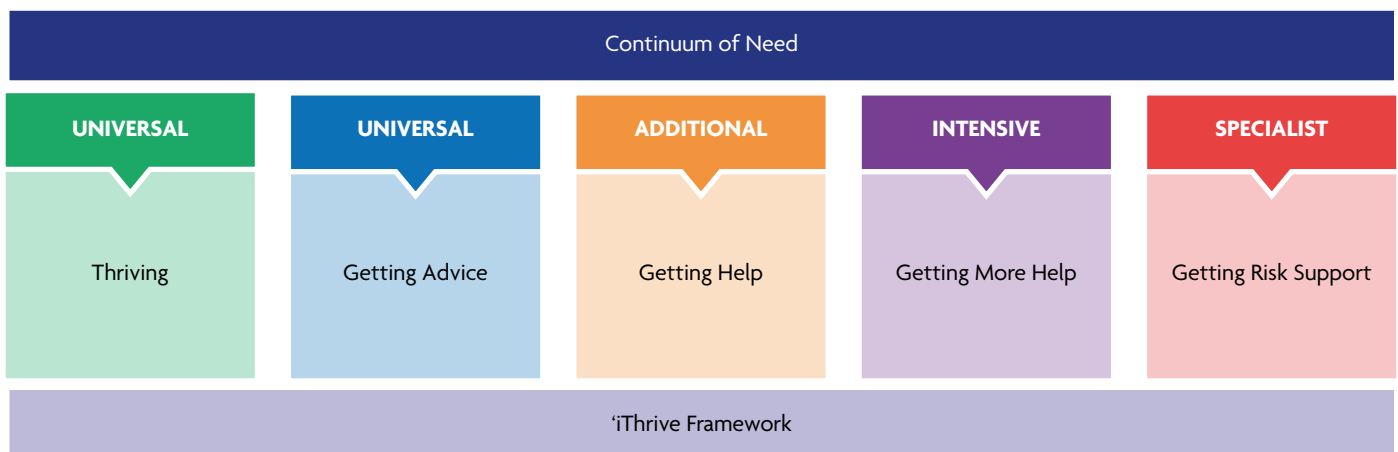 Continuum of Need
UNIVERSAL
UNIVERSAL
ADDITIONAL
INTENSIVE
SPECIALIST
Thriving
Getting Advice
Getting Help
Getting More Help
Getting Risk Support
‘iThrive Framework